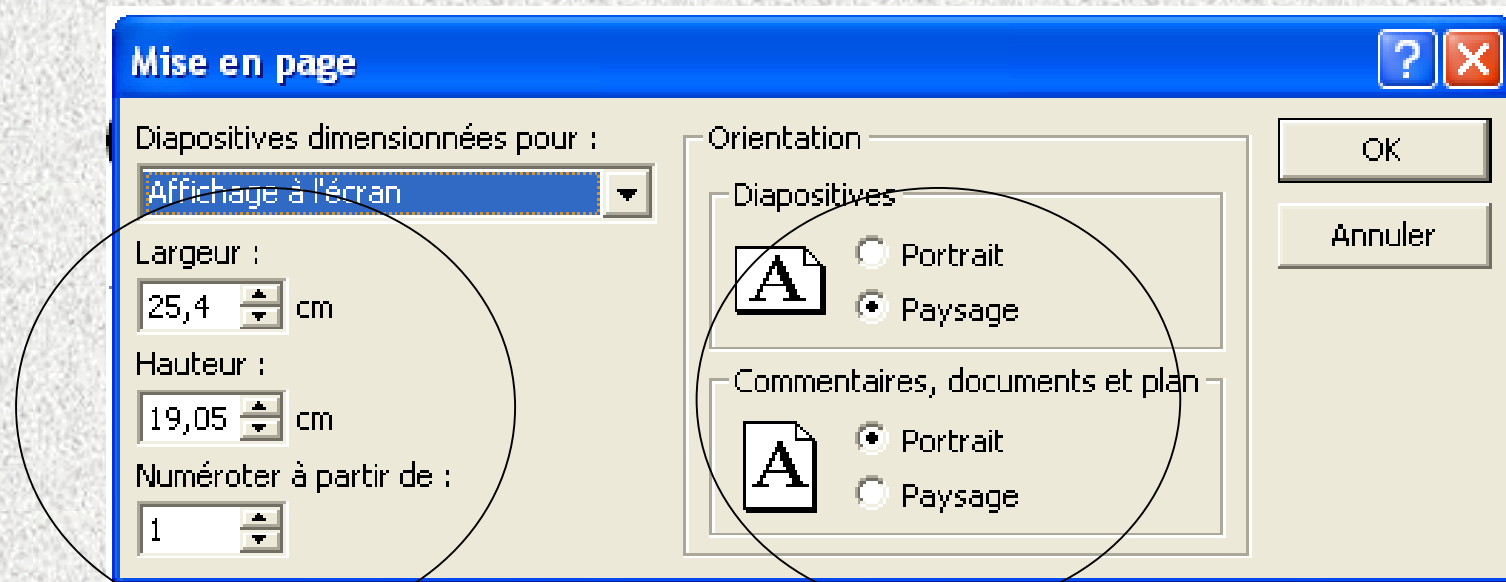 Mise en page
Diapositives dimensionnées pour :
Affichage à l'écran
Largeur :
25,4 cm
Hauteur :
19,05 cm
Numéroter à partir de :
1
Orientation
Diapositives
A
Portrait
Paysage
Commentaires, documents et plan
A
Portrait
Paysage
?
OK
Annuler